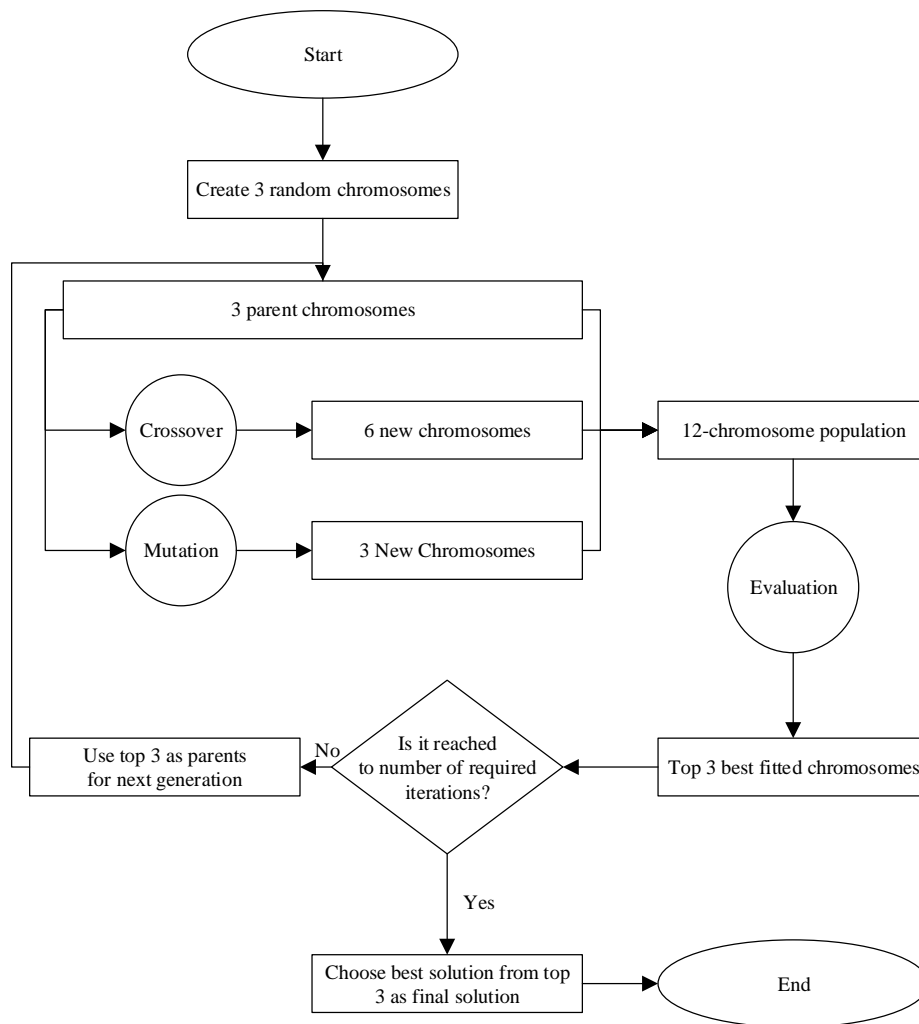 Start
Create 3 random chromosomes
3 parent chromosomes
Crossover
6 new chromosomes
12-chromosome population
Mutation
3 New Chromosomes
Evaluation
Use top 3 as parents
for next generation
No
Is it reached
to number of required
iterations?
Top 3 best fitted chromosomes
Yes
Choose best solution from top
3 as final solution
End